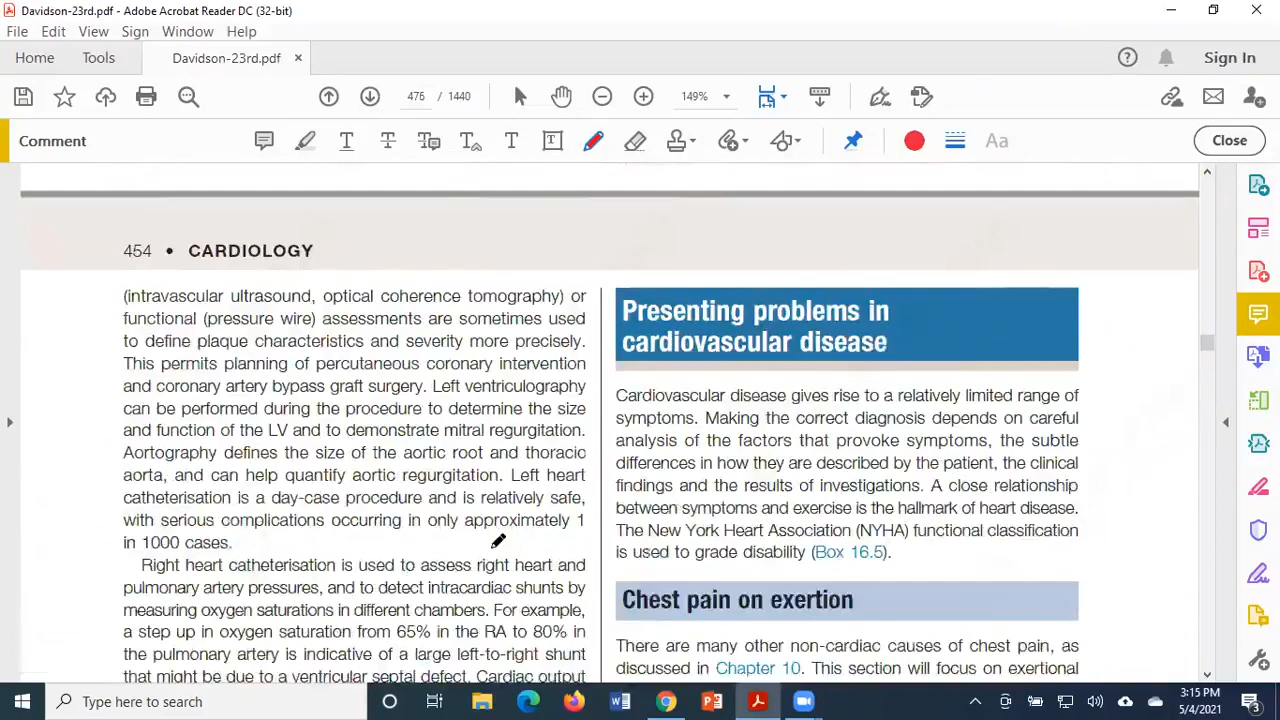 Davidson-23rd.pdf - Adobe Acrobat Reader DC (32-bit)
File Edit View Sign Window Help
Home Tools Davidson-23rd.pdf × Sign In
476 / 1440 149%
Comment Aa Close
454 • CARDIOLOGY
(intravascular ultrasound, optical coherence tomography) or
functional (pressure wire) assessments are sometimes used
to define plaque characteristics and severity more precisely.
This permits planning of percutaneous coronary intervention
and coronary artery bypass graft surgery. Left ventriculography
can be performed during the procedure to determine the size
and function of the LV and to demonstrate mitral regurgitation.
Aortography defines the size of the aortic root and thoracic
aorta, and can help quantify aortic regurgitation. Left heart
catheterisation is a day-case procedure and is relatively safe,
with serious complications occurring in only approximately 1
in 1000 cases.
Right heart catheterisation is used to assess right heart and
pulmonary artery pressures, and to detect intracardiac shunts by
measuring oxygen saturations in different chambers. For example,
a step up in oxygen saturation from 65% in the RA to 80% in
the pulmonary artery is indicative of a large left-to-right shunt
that might be due to a ventricular septal defect. Cardiac output
Presenting problems in
cardiovascular disease
Cardiovascular disease gives rise to a relatively limited range of
symptoms. Making the correct diagnosis depends on careful
analysis of the factors that provoke symptoms, the subtle
differences in how they are described by the patient, the clinical
findings and the results of investigations. A close relationship
between symptoms and exercise is the hallmark of heart disease.
The New York Heart Association (NYHA) functional classification
is used to grade disability (Box 16.5).
Chest pain on exertion
There are many other non-cardiac causes of chest pain, as
discussed in Chapter 10. This section will focus on exertional
Type here to search
3:15 PM
5/4/2021
3